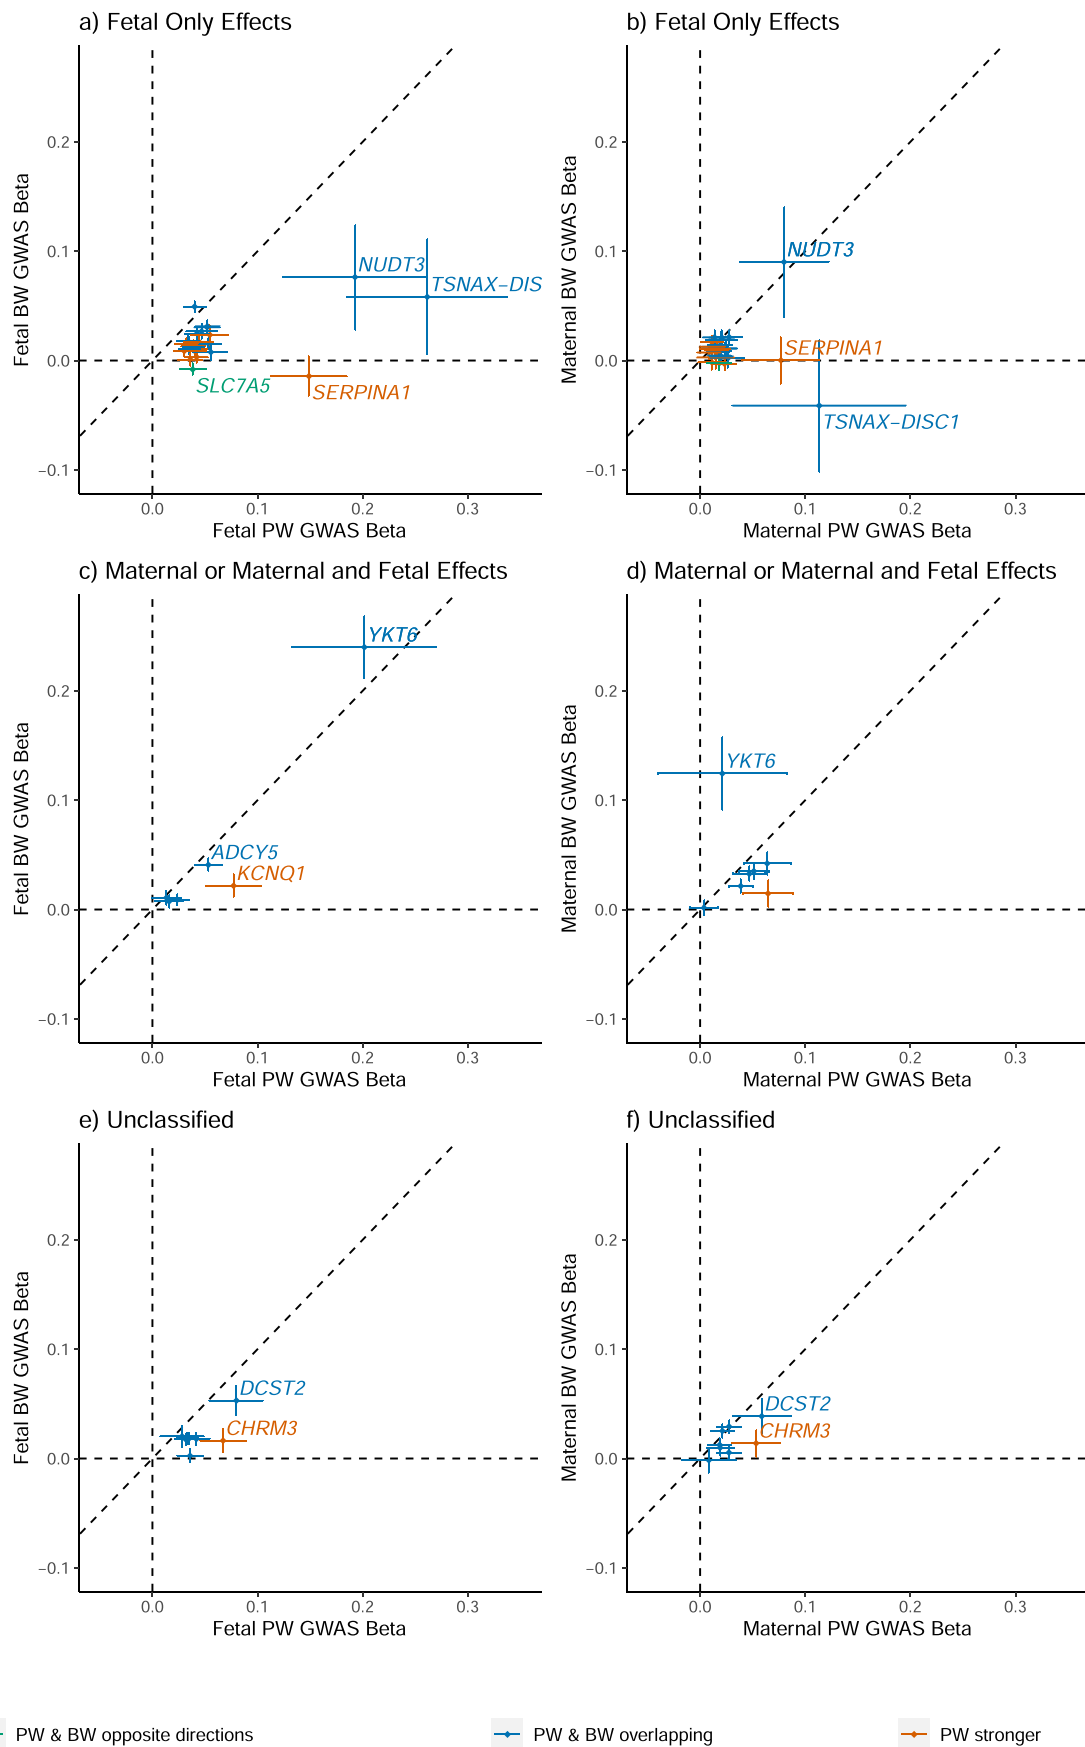 a) Fetal Only Effects
Fetal BW GWAS Beta
0.2
0.1
0.0
−0.1
NUDT3
TSNAX−DIS
SLC7A5
SERPINA1
0.0 0.1 0.2 0.3
Fetal PW GWAS Beta
b) Fetal Only Effects
Maternal BW GWAS Beta
0.2
0.1
0.0
−0.1
NUDT3
SERPINA1
TSNAX−DISC1
0.0 0.1 0.2 0.3
Maternal PW GWAS Beta
c) Maternal or Maternal and Fetal Effects
Fetal BW GWAS Beta
0.2
0.1
0.0
−0.1
YKT6
ADCY5
KCNQ1
0.0 0.1 0.2 0.3
Fetal PW GWAS Beta
d) Maternal or Maternal and Fetal Effects
Maternal BW GWAS Beta
0.2
0.1
0.0
−0.1
YKT6
0.0 0.1 0.2 0.3
Maternal PW GWAS Beta
e) Unclassified
Fetal BW GWAS Beta
0.2
0.1
0.0
−0.1
DCST2
CHRM3
0.0 0.1 0.2 0.3
Fetal PW GWAS Beta
f) Unclassified
Maternal BW GWAS Beta
0.2
0.1
0.0
−0.1
DCST2
CHRM3
0.0 0.1 0.2 0.3
Maternal PW GWAS Beta
PW & BW opposite directions
PW & BW overlapping
PW stronger